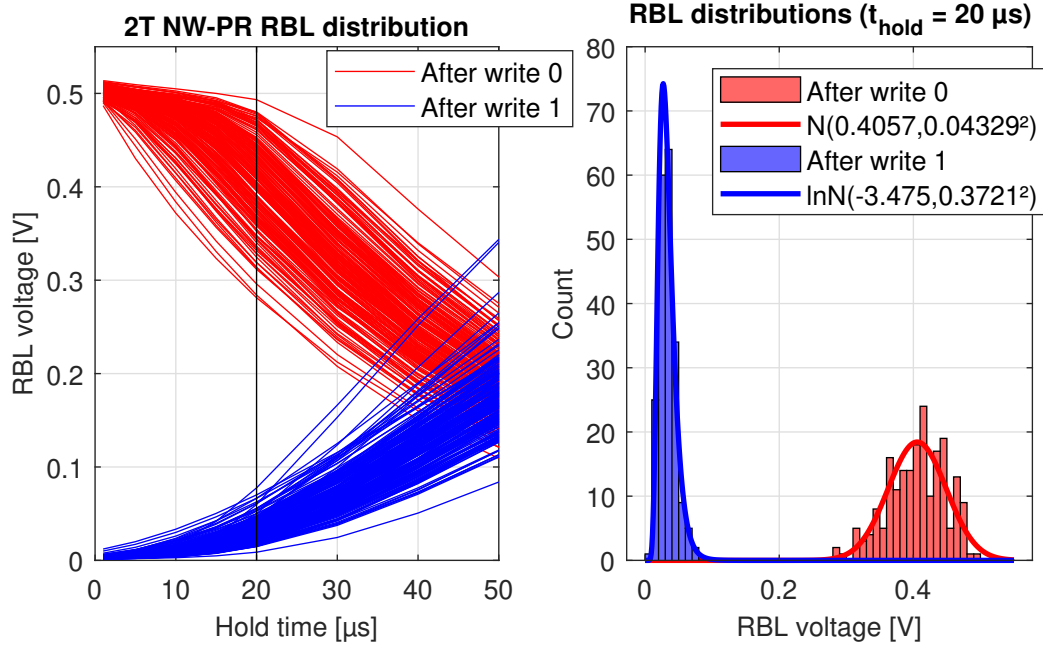 2T NW-PR RBL distribution
After write 0
After write 1
RBL voltage [V]
0.5
0.4
0.3
0.2
0.1
0
0 10 20 30 40 50
Hold time [µs]
RBL distributions (t_hold = 20 µs)
After write 0
N(0.4057,0.04329²)
After write 1
lnN(-3.475,0.3721²)
Count
80
70
60
50
40
30
20
10
0
0 0.2 0.4
RBL voltage [V]